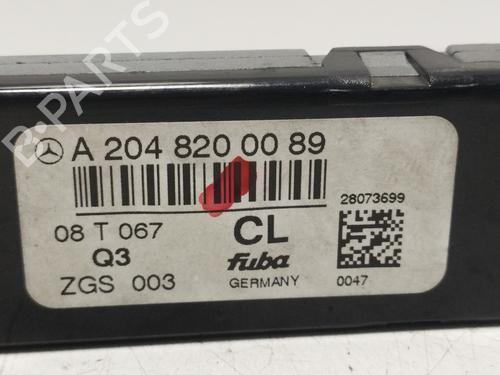 A 204 820 00 89
28073699
08 T 067 CL
Q3 fuba
ZGS 003 GERMANY 0047
B-PARTS